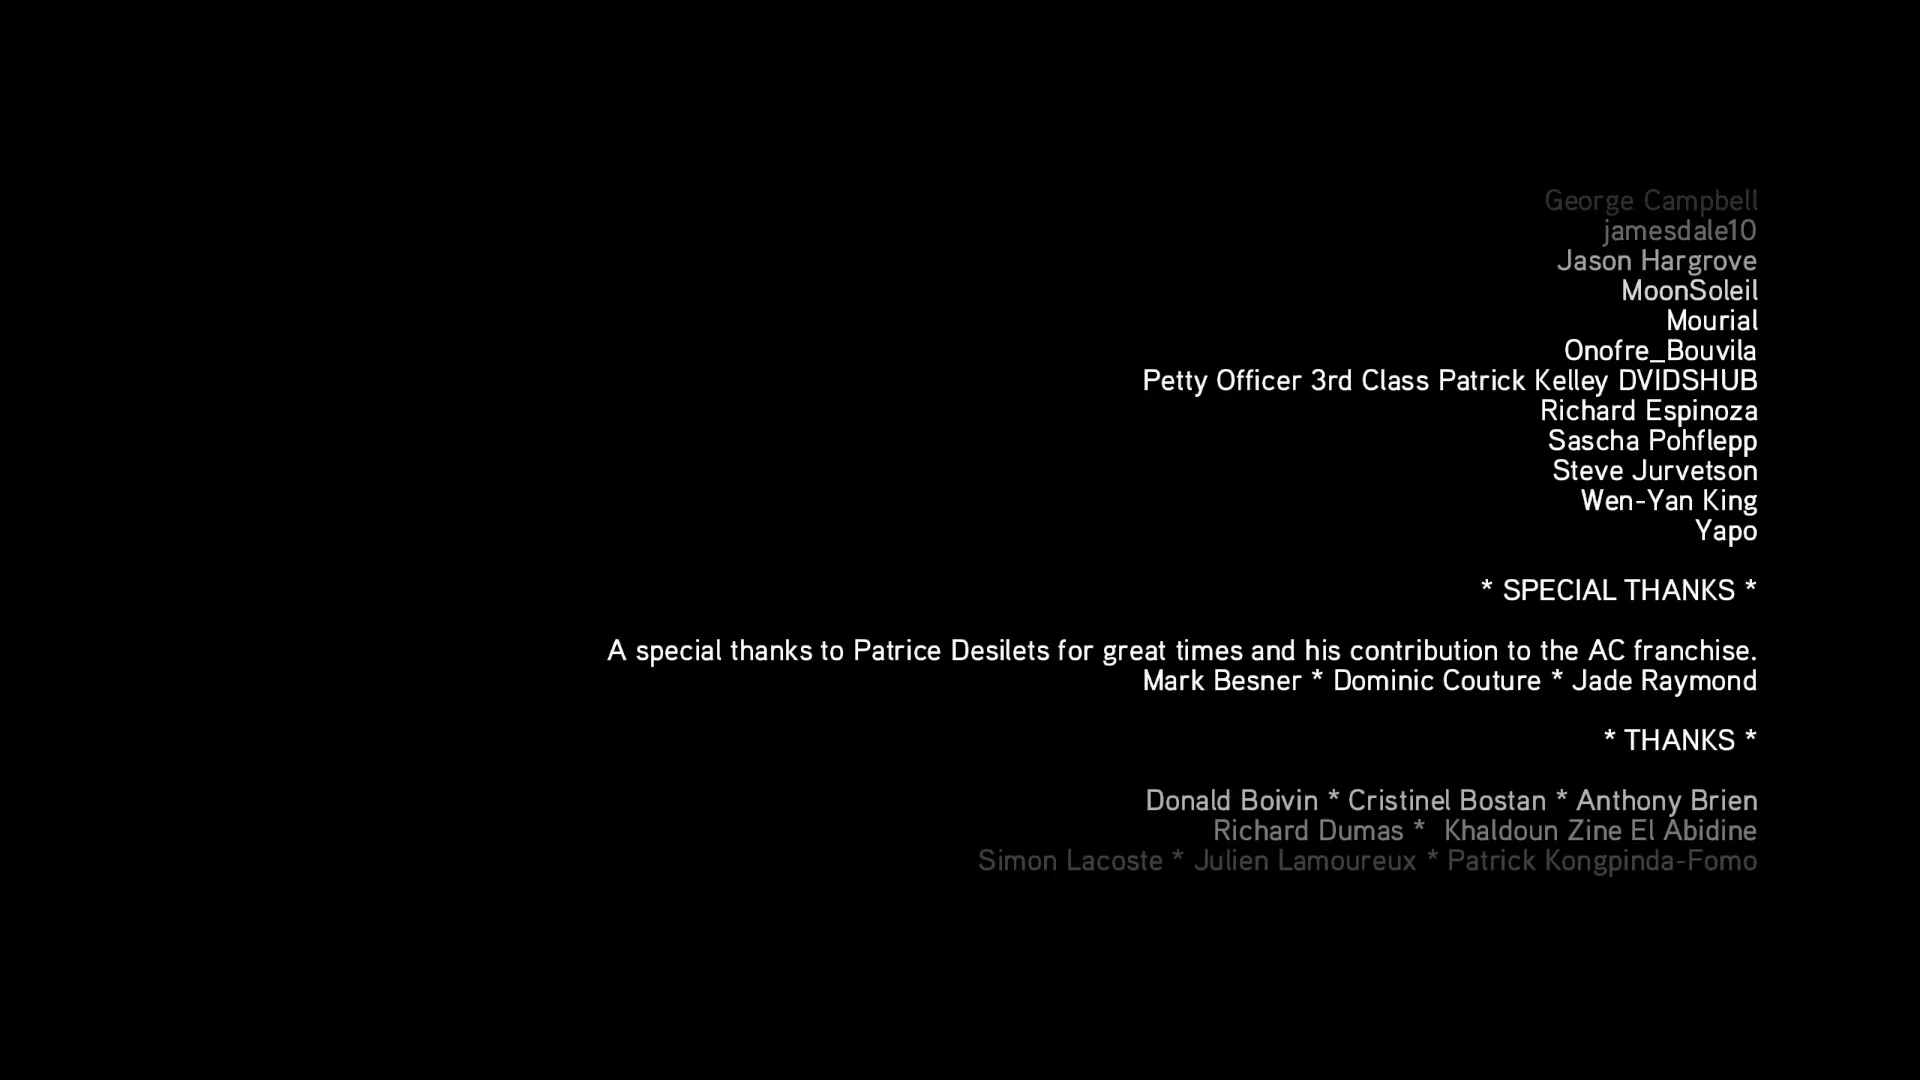 George Campbell
jamesdale10
Jason Hargrove
MoonSoleil
Mourial
Onofre_Bouvila
Petty Officer 3rd Class Patrick Kelley DVIDSHUB
Richard Espinoza
Sascha Pohflepp
Steve Jurvetson
Wen-Yan King
Yapo
* SPECIAL THANKS *
A special thanks to Patrice Desilets for great times and his contribution to the AC franchise.
Mark Besner * Dominic Couture * Jade Raymond
* THANKS *
Donald Boivin * Cristinel Bostan * Anthony Brien
Richard Dumas *  Khaldoun Zine El Abidine
Simon Lacoste * Julien Lamoureux * Patrick Kongpinda-Fomo